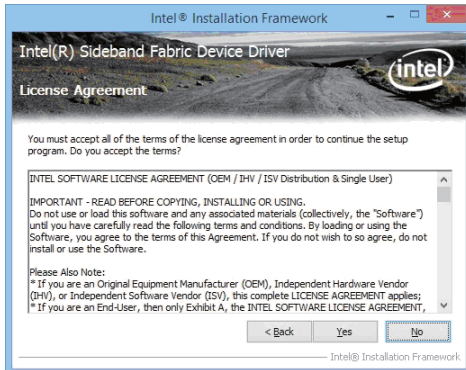 Intel® Installation Framework
Intel(R) Sideband Fabric Device Driver
intel
License Agreement
You must accept all of the terms of the license agreement in order to continue the setup
program. Do you accept the terms?
INTEL SOFTWARE LICENSE AGREEMENT (OEM / IHV / ISV Distribution & Single User)
IMPORTANT - READ BEFORE COPYING, INSTALLING OR USING.
Do not use or load this software and any associated materials (collectively, the "Software")
until you have carefully read the following terms and conditions. By loading or using the
Software, you agree to the terms of this Agreement. If you do not wish to so agree, do not
install or use the Software.
Please Also Note:
* If you are an Original Equipment Manufacturer (OEM), Independent Hardware Vendor
(IHV), or Independent Software Vendor (ISV), this complete LICENSE AGREEMENT applies;
* If you are an End-User, then only Exhibit A, the INTEL SOFTWARE LICENSE AGREEMENT,
< Back Yes No
Intel® Installation Framework